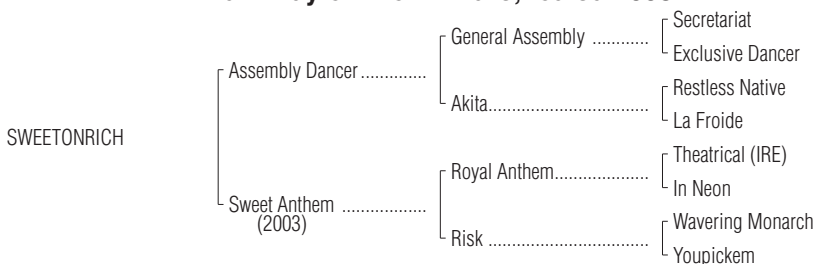 Secretariat
General Assembly ............
Exclusive Dancer
Assembly Dancer..............
Restless Native
Akita..................................
La Froide
SWEETONRICH
Theatrical (IRE)
Royal Anthem....................
In Neon
Sweet Anthem ..................
(2003)
Wavering Monarch
Risk ..................................
Youpickem